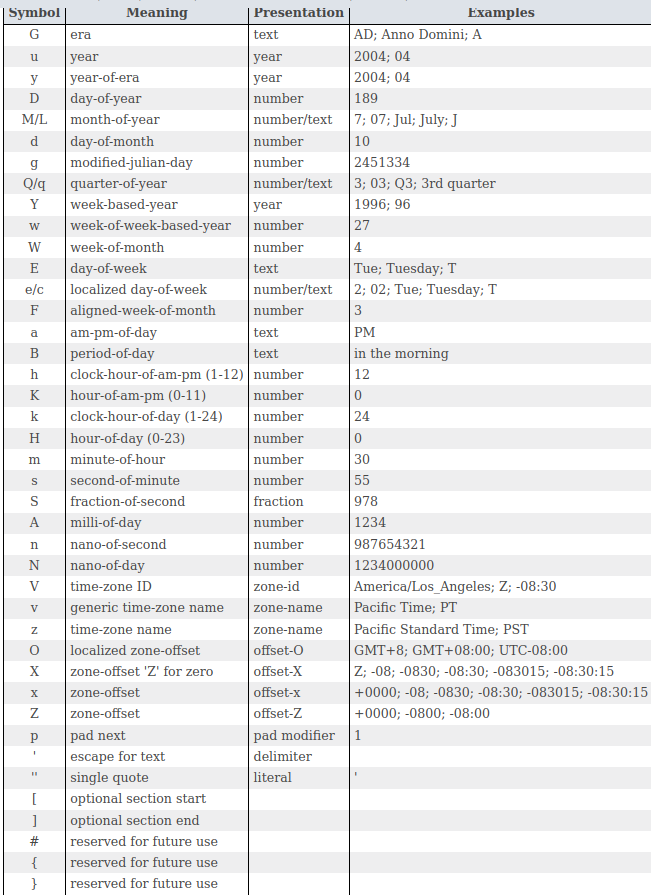 Symbol Meaning Presentation Examples
G era text AD; Anno Domini; A
u year year 2004; 04
y year-of-era year 2004; 04
D day-of-year number 189
M/L month-of-year number/text 7; 07; Jul; July; J
d day-of-month number 10
g modified-julian-day number 2451334
Q/q quarter-of-year number/text 3; 03; Q3; 3rd quarter
Y week-based-year year 1996; 96
w week-of-week-based-year number 27
W week-of-month number 4
E day-of-week text Tue; Tuesday; T
e/c localized day-of-week number/text 2; 02; Tue; Tuesday; T
F aligned-week-of-month number 3
a am-pm-of-day text PM
B period-of-day text in the morning
h clock-hour-of-am-pm (1-12) number 12
K hour-of-am-pm (0-11) number 0
k clock-hour-of-day (1-24) number 24
H hour-of-day (0-23) number 0
m minute-of-hour number 30
s second-of-minute number 55
S fraction-of-second fraction 978
A milli-of-day number 1234
n nano-of-second number 987654321
N nano-of-day number 1234000000
V time-zone ID zone-id America/Los_Angeles; Z; -08:30
v generic time-zone name zone-name Pacific Time; PT
z time-zone name zone-name Pacific Standard Time; PST
O localized zone-offset offset-O GMT+8; GMT+08:00; UTC-08:00
X zone-offset 'Z' for zero offset-X Z; -08; -0830; -08:30; -083015; -08:30:15
x zone-offset offset-x +0000; -08; -0830; -08:30; -083015; -08:30:15
Z zone-offset offset-Z +0000; -0800; -08:00
p pad next pad modifier 1
' escape for text delimiter
'' single quote literal '
[ optional section start
] optional section end
# reserved for future use
{ reserved for future use
} reserved for future use